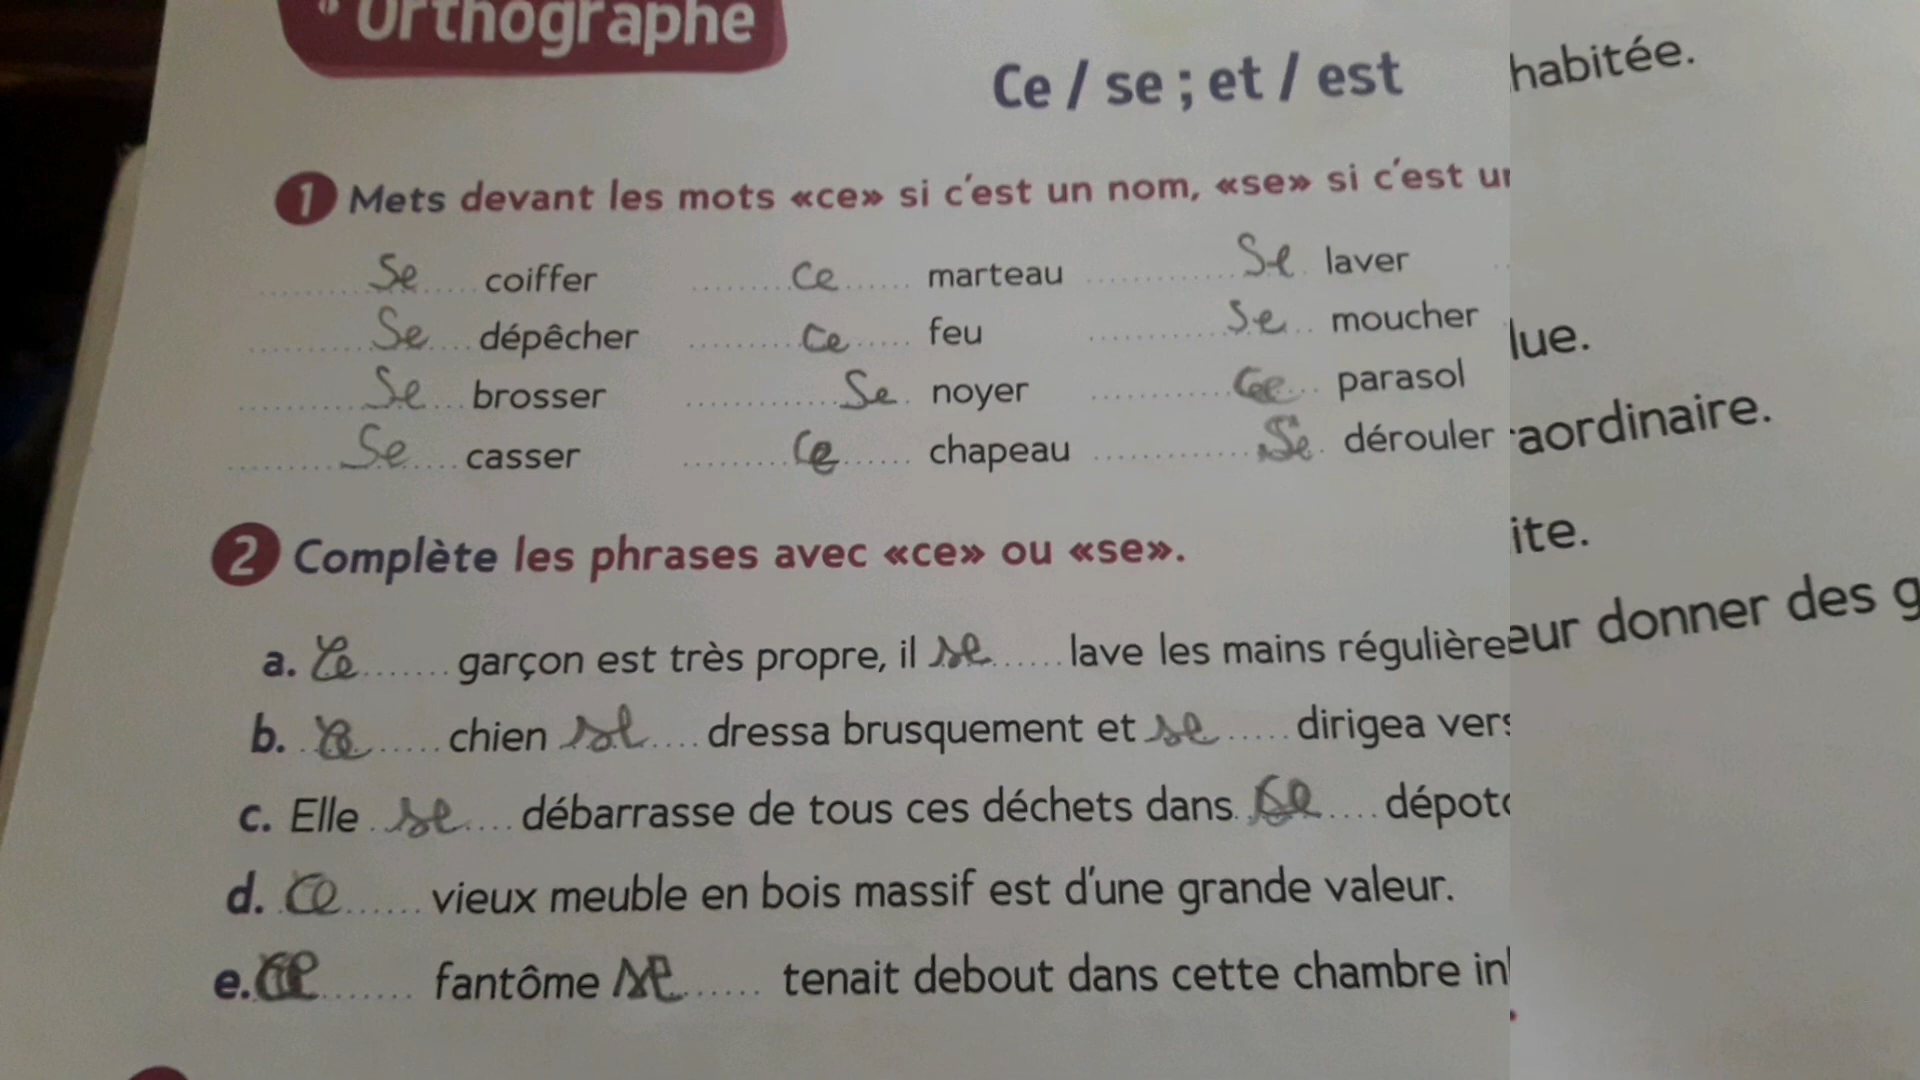 Orthographe
Ce / se ; et / est
1 Mets devant les mots «ce» si c'est un nom, «se» si c'est
Se coiffer ce marteau Se laver
Se dépêcher Ce feu Se moucher
Se brosser Se noyer Ce parasol
Se casser Ce chapeau Se dérouler
2 Complète les phrases avec «ce» ou «se».
a. Ce garçon est très propre, il se lave les mains régulière
b. chien se dressa brusquement et se dirigea vers
c. Elle se débarrasse de tous ces déchets dans dépoto
d. Ce vieux meuble en bois massif est d'une grande valeur.
e. Ce fantôme se tenait debout dans cette chambre in
habitée.
lue.
raordinaire.
ite.
eur donner des g